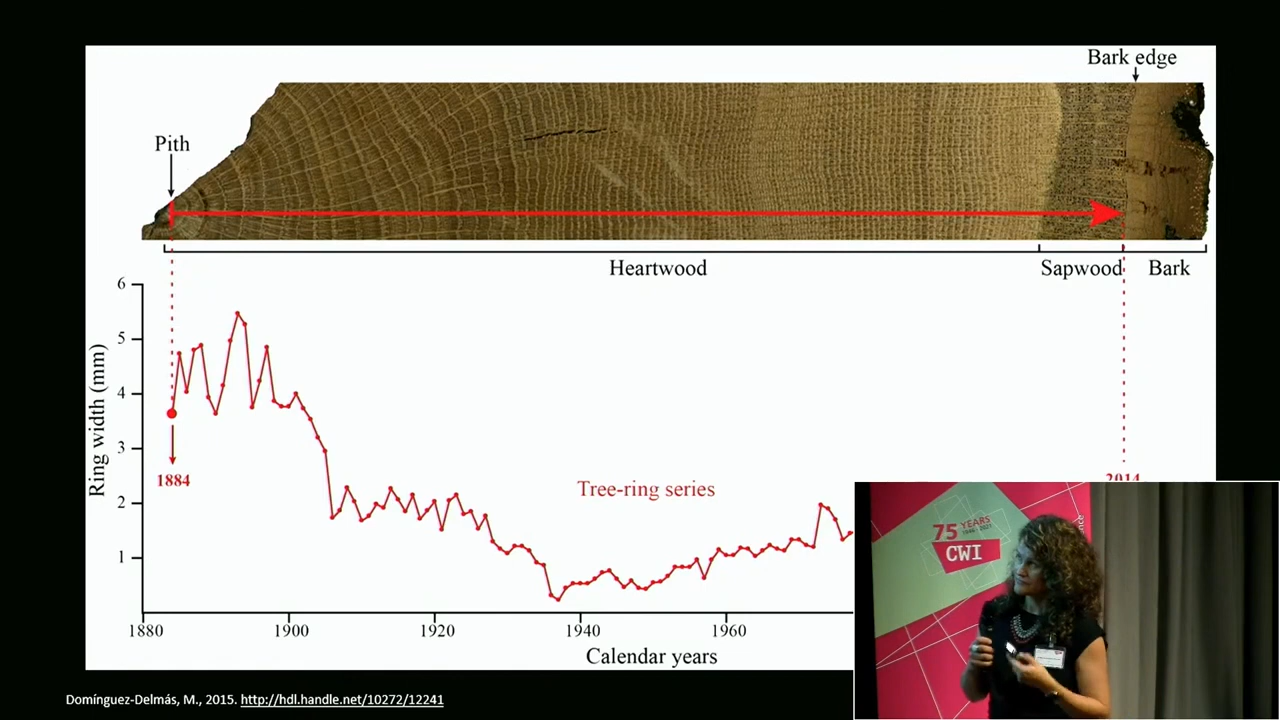 Bark edge
Pith
Heartwood
Sapwood
Bark
6
5
4
3
2
1
Ring width (mm)
1884
2014
Tree-ring series
1880
1900
1920
1940
1960
Calendar years
75 YEARS
CWI
Domínguez-Delmás, M., 2015. http://hdl.handle.net/10272/12241